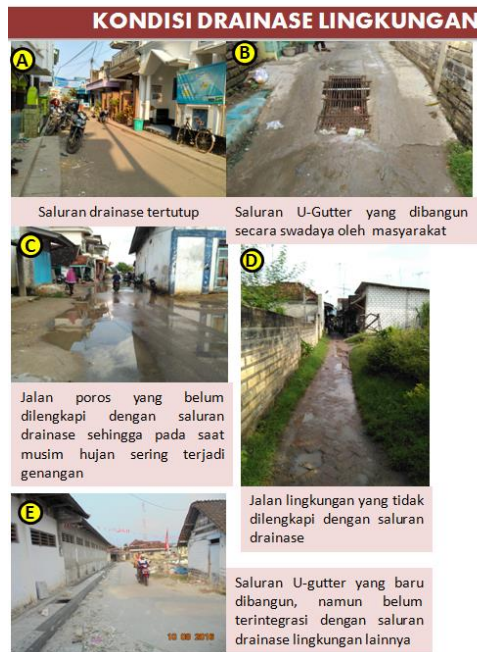 KONDISI DRAINASE LINGKUNGAN
A
B
Saluran drainase tertutup
Saluran U-Gutter yang dibangun
secara swadaya oleh masyarakat
C
D
Jalan poros yang belum
dilengkapi dengan saluran
drainase sehingga pada saat
musim hujan sering terjadi
genangan
Jalan lingkungan yang tidak
dilengkapi dengan saluran
drainase
E
Saluran U-gutter yang baru
dibangun, namun belum
terintegrasi dengan saluran
drainase lingkungan lainnya